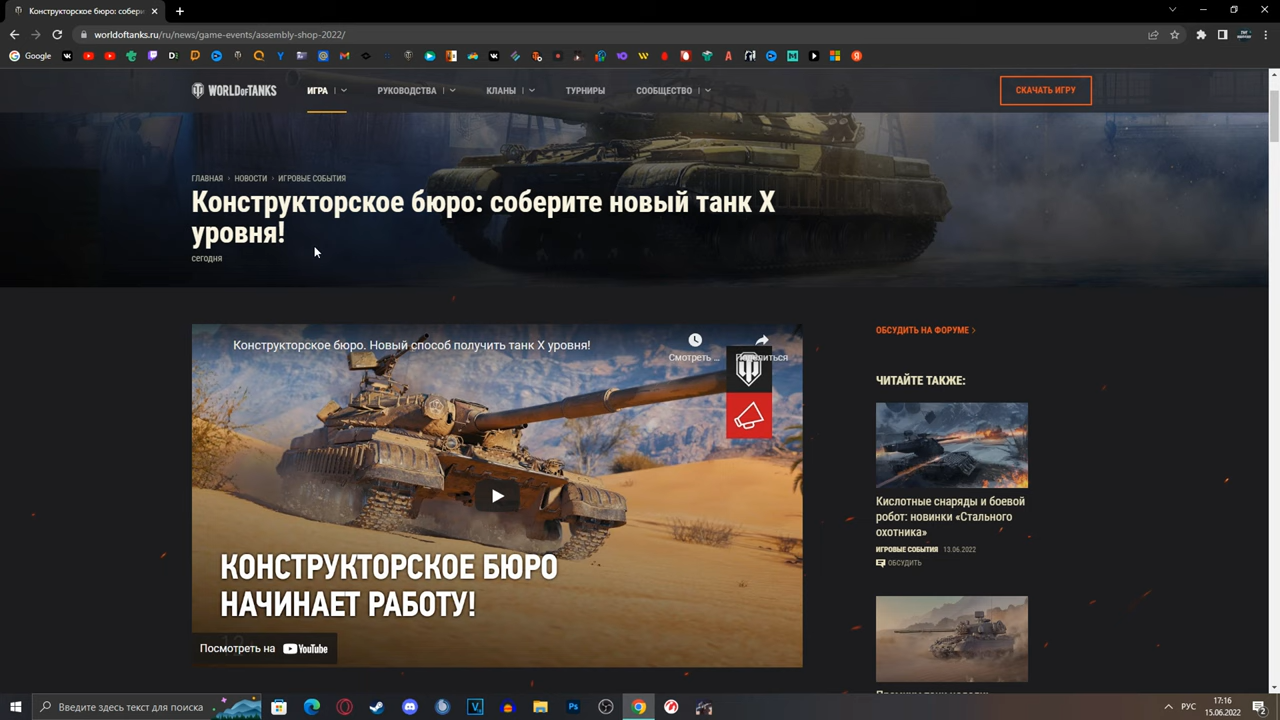 Конструкторское бюро: соберит
worldoftanks.ru/ru/news/game-events/assembly-shop-2022/
Google
WORLD OF TANKS
ИГРА
РУКОВОДСТВА
КЛАНЫ
ТУРНИРЫ
СООБЩЕСТВО
СКАЧАТЬ ИГРУ
ГЛАВНАЯ › НОВОСТИ › ИГРОВЫЕ СОБЫТИЯ
Конструкторское бюро: соберите новый танк X
уровня!
сегодня
Конструкторское бюро. Новый способ получить танк X уровня!
Смотреть ...
Поделиться
КОНСТРУКТОРСКОЕ БЮРО
НАЧИНАЕТ РАБОТУ!
Посмотреть на YouTube
ОБСУДИТЬ НА ФОРУМЕ
ЧИТАЙТЕ ТАКЖЕ:
Кислотные снаряды и боевой
робот: новинки «Стального
охотника»
ИГРОВЫЕ СОБЫТИЯ 13.06.2022
ОБСУДИТЬ
Введите здесь текст для поиска
РУС
17:16
15.06.2022
2